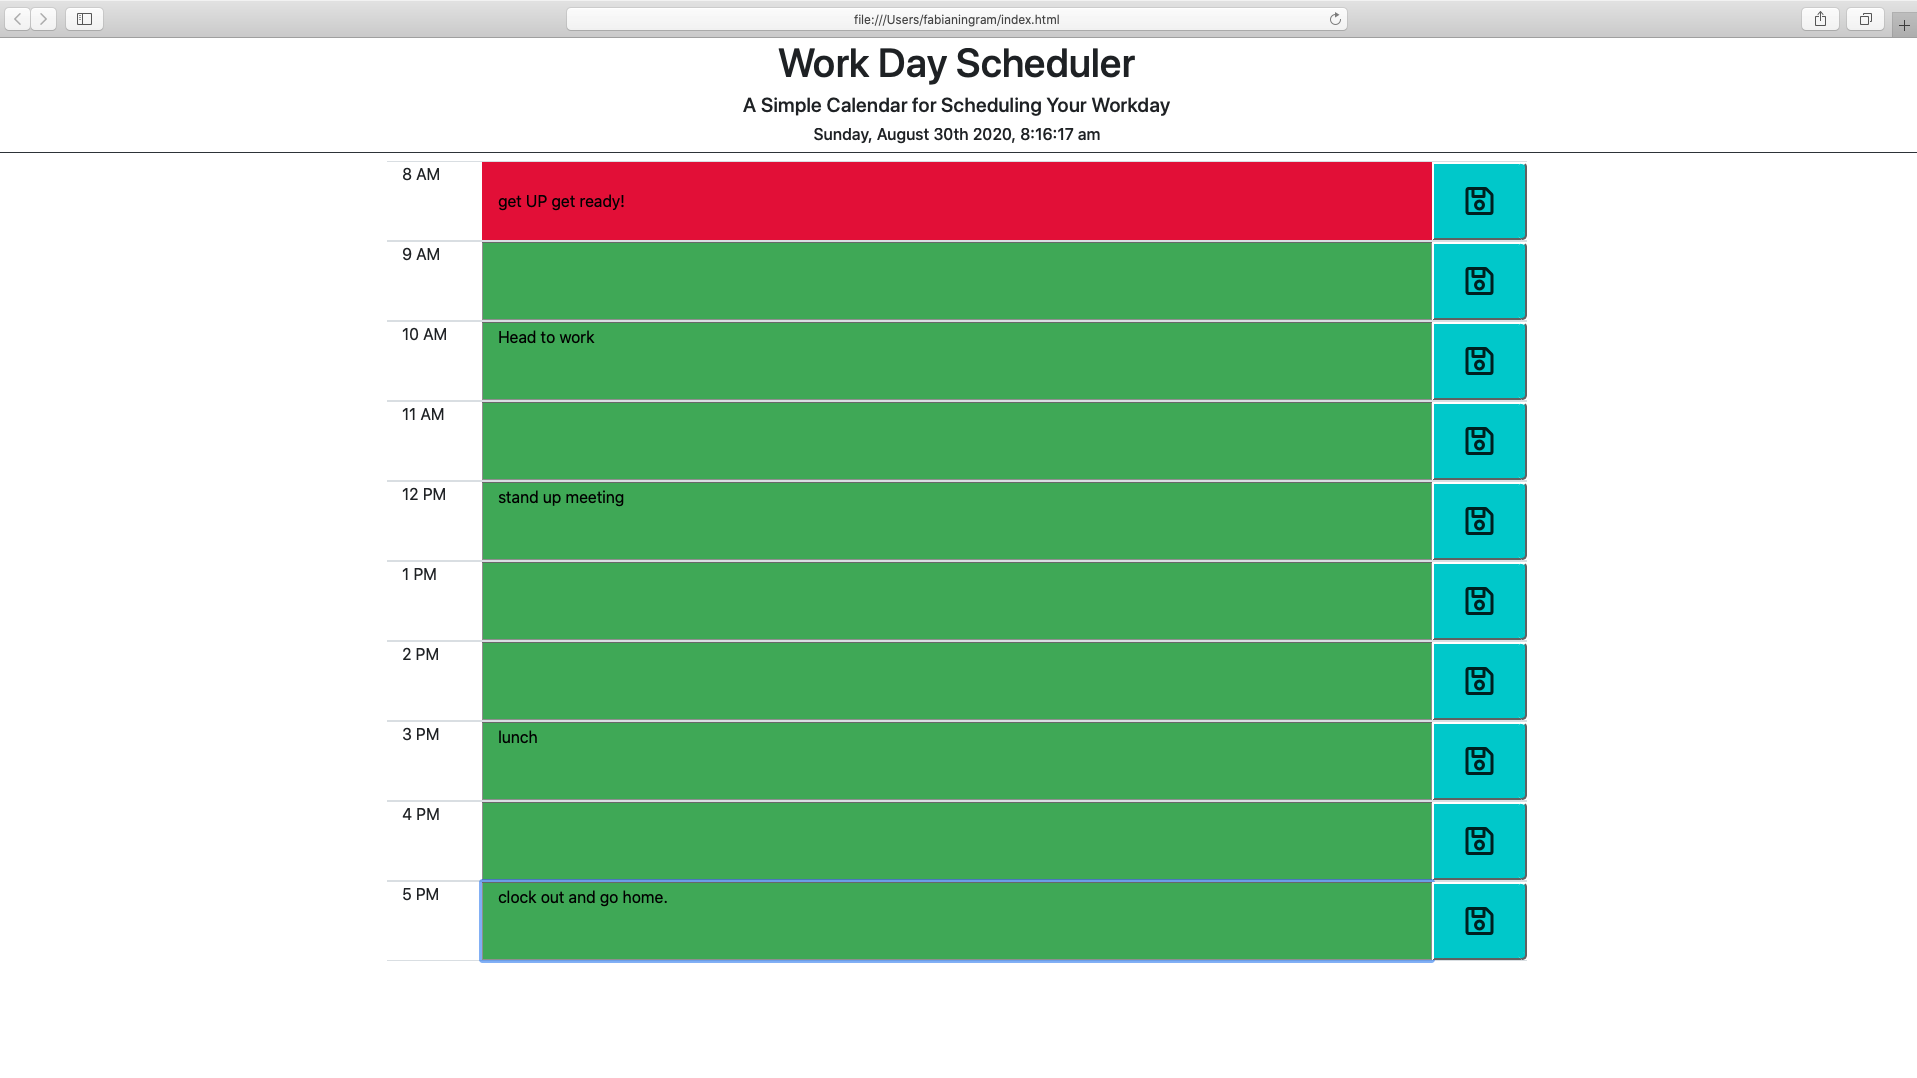 file:///Users/fabianingram/index.html
Work Day Scheduler
A Simple Calendar for Scheduling Your Workday
Sunday, August 30th 2020, 8:16:17 am
8 AM
get UP get ready!
9 AM
10 AM
Head to work
11 AM
12 PM
stand up meeting
1 PM
2 PM
3 PM
lunch
4 PM
5 PM
clock out and go home.